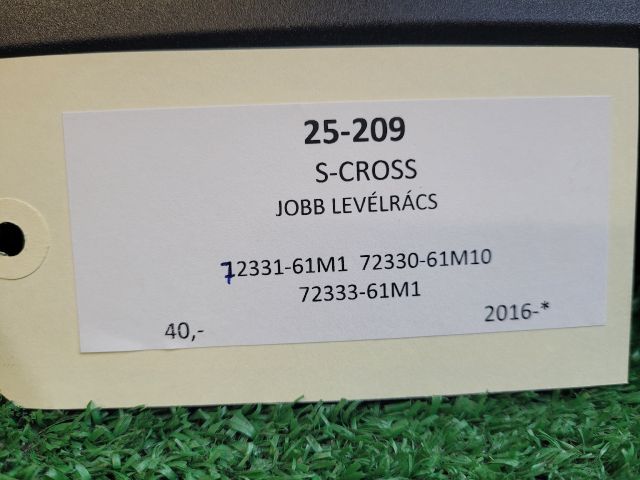 25-209
S-CROSS
JOBB LEVÉLRÁCS
72331-61M1 72330-61M10
72333-61M1
40,-
2016-*